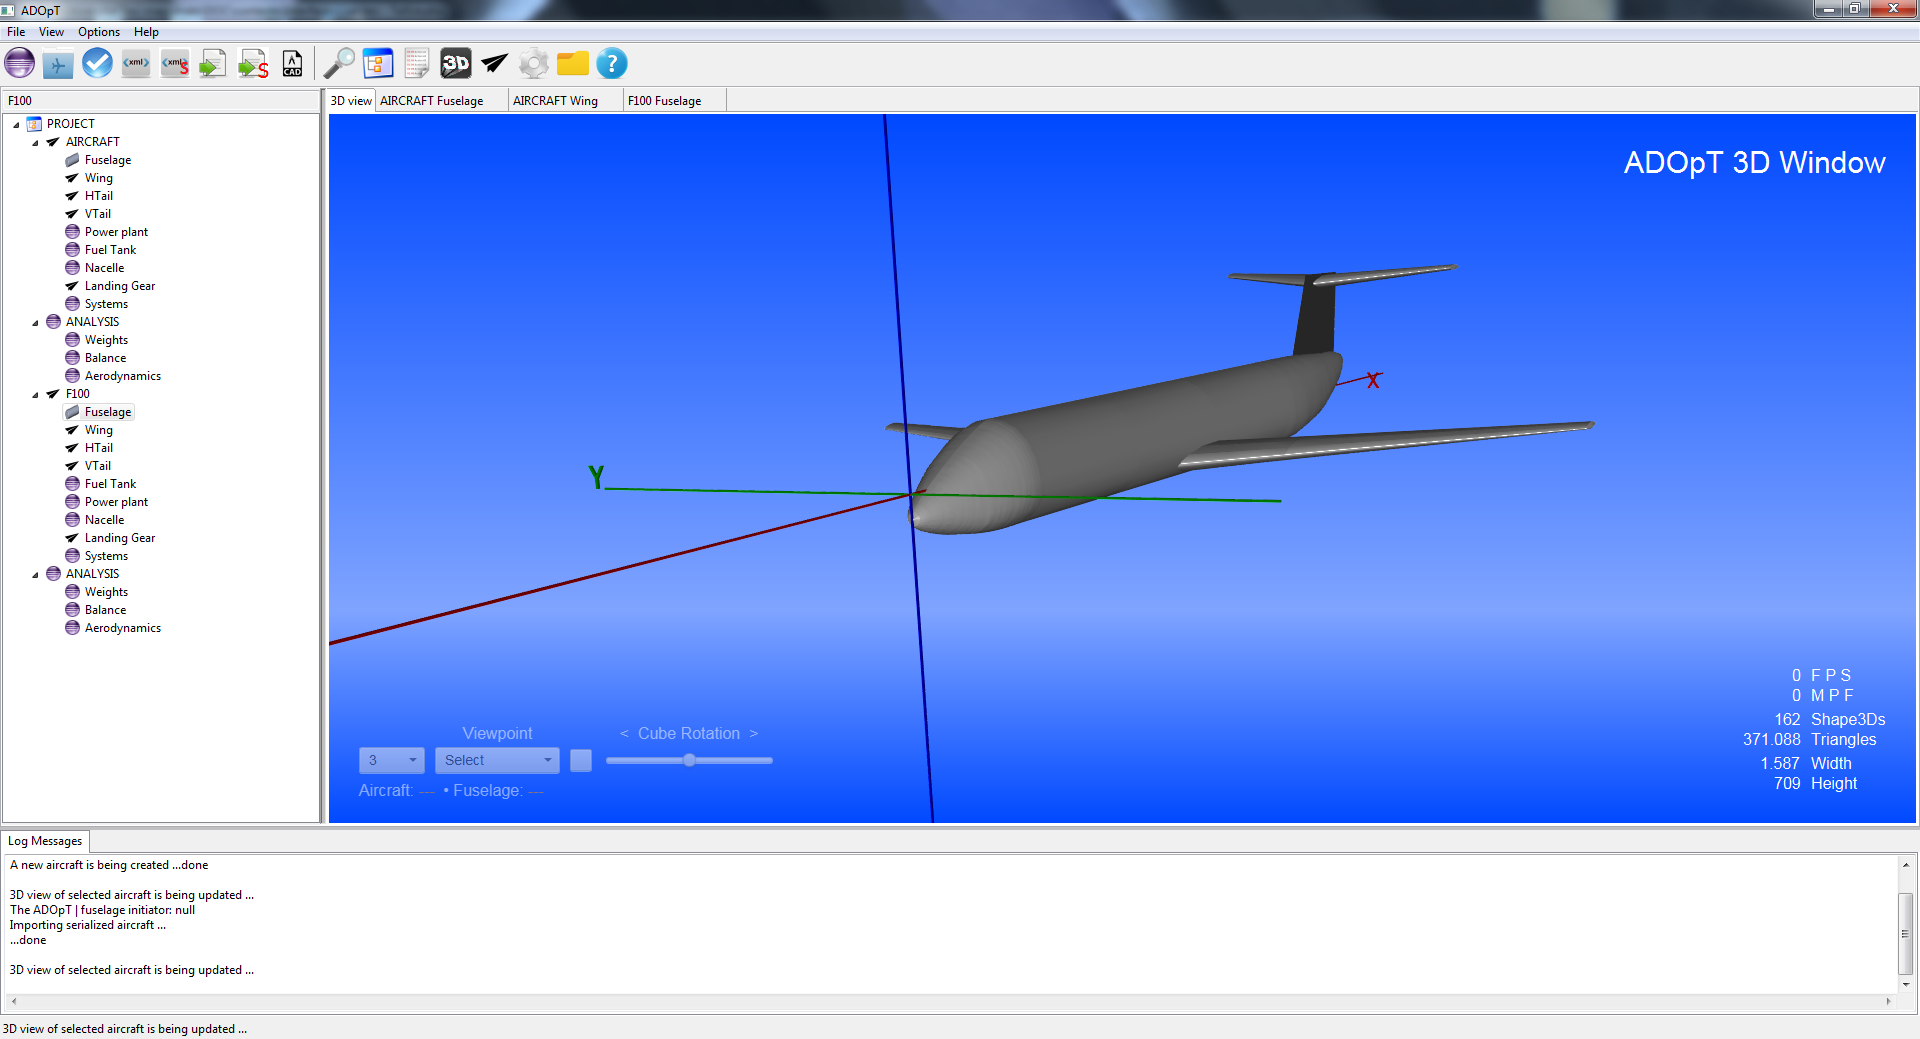 ADOpT
File View Options Help
<xml> <xml>S S A CAD 3D ?
F100
3D view AIRCRAFT Fuselage AIRCRAFT Wing F100 Fuselage
PROJECT
AIRCRAFT
Fuselage
Wing
HTail
VTail
Power plant
Fuel Tank
Nacelle
Landing Gear
Systems
ANALYSIS
Weights
Balance
Aerodynamics
F100
Fuselage
Wing
HTail
VTail
Fuel Tank
Power plant
Nacelle
Landing Gear
Systems
ANALYSIS
Weights
Balance
Aerodynamics
ADOpT 3D Window
X
Y
0 F P S
0 M P F
162 Shape3Ds
371.088 Triangles
1.587 Width
709 Height
Viewpoint < Cube Rotation >
3 Select
Aircraft: --- • Fuselage: ---
Log Messages
A new aircraft is being created ...done
3D view of selected aircraft is being updated ...
The ADOpT | fuselage initiator: null
Importing serialized aircraft ...
...done
3D view of selected aircraft is being updated ...
3D view of selected aircraft is being updated ...